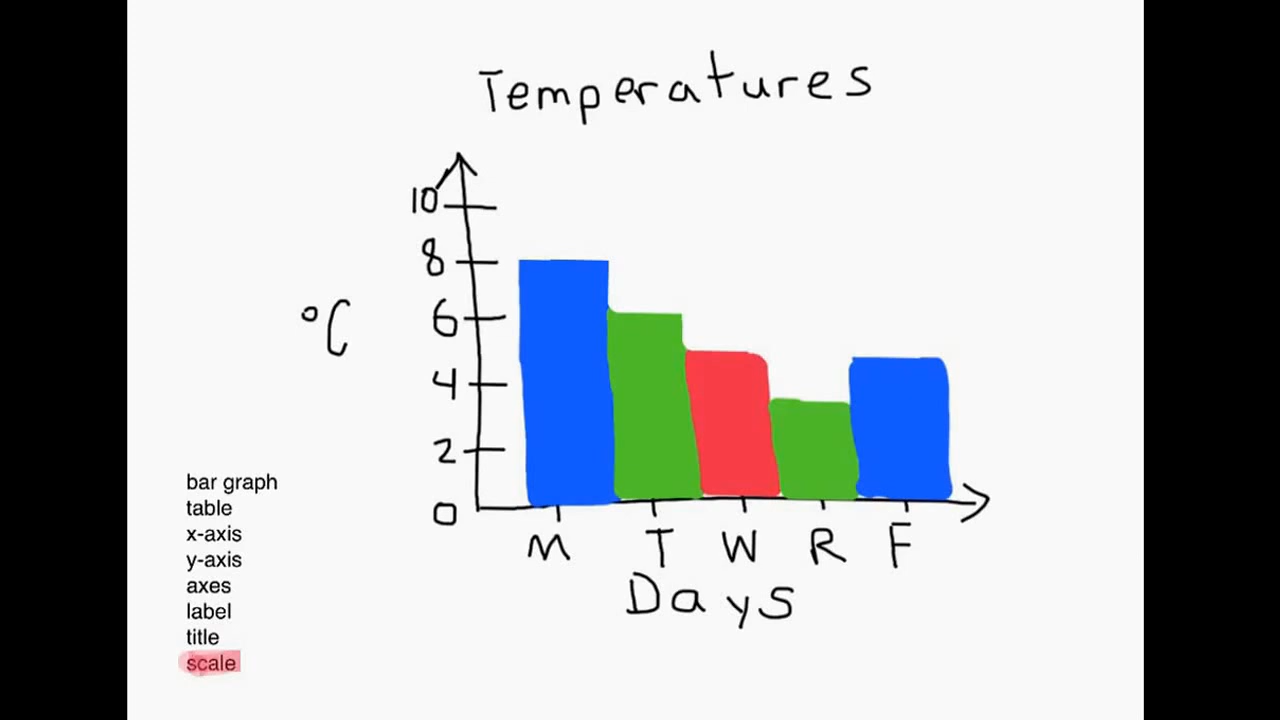 Temperatures
10
8
6
4
2
0
°C
M T W R F
Days
bar graph
table
x-axis
y-axis
axes
label
title
scale